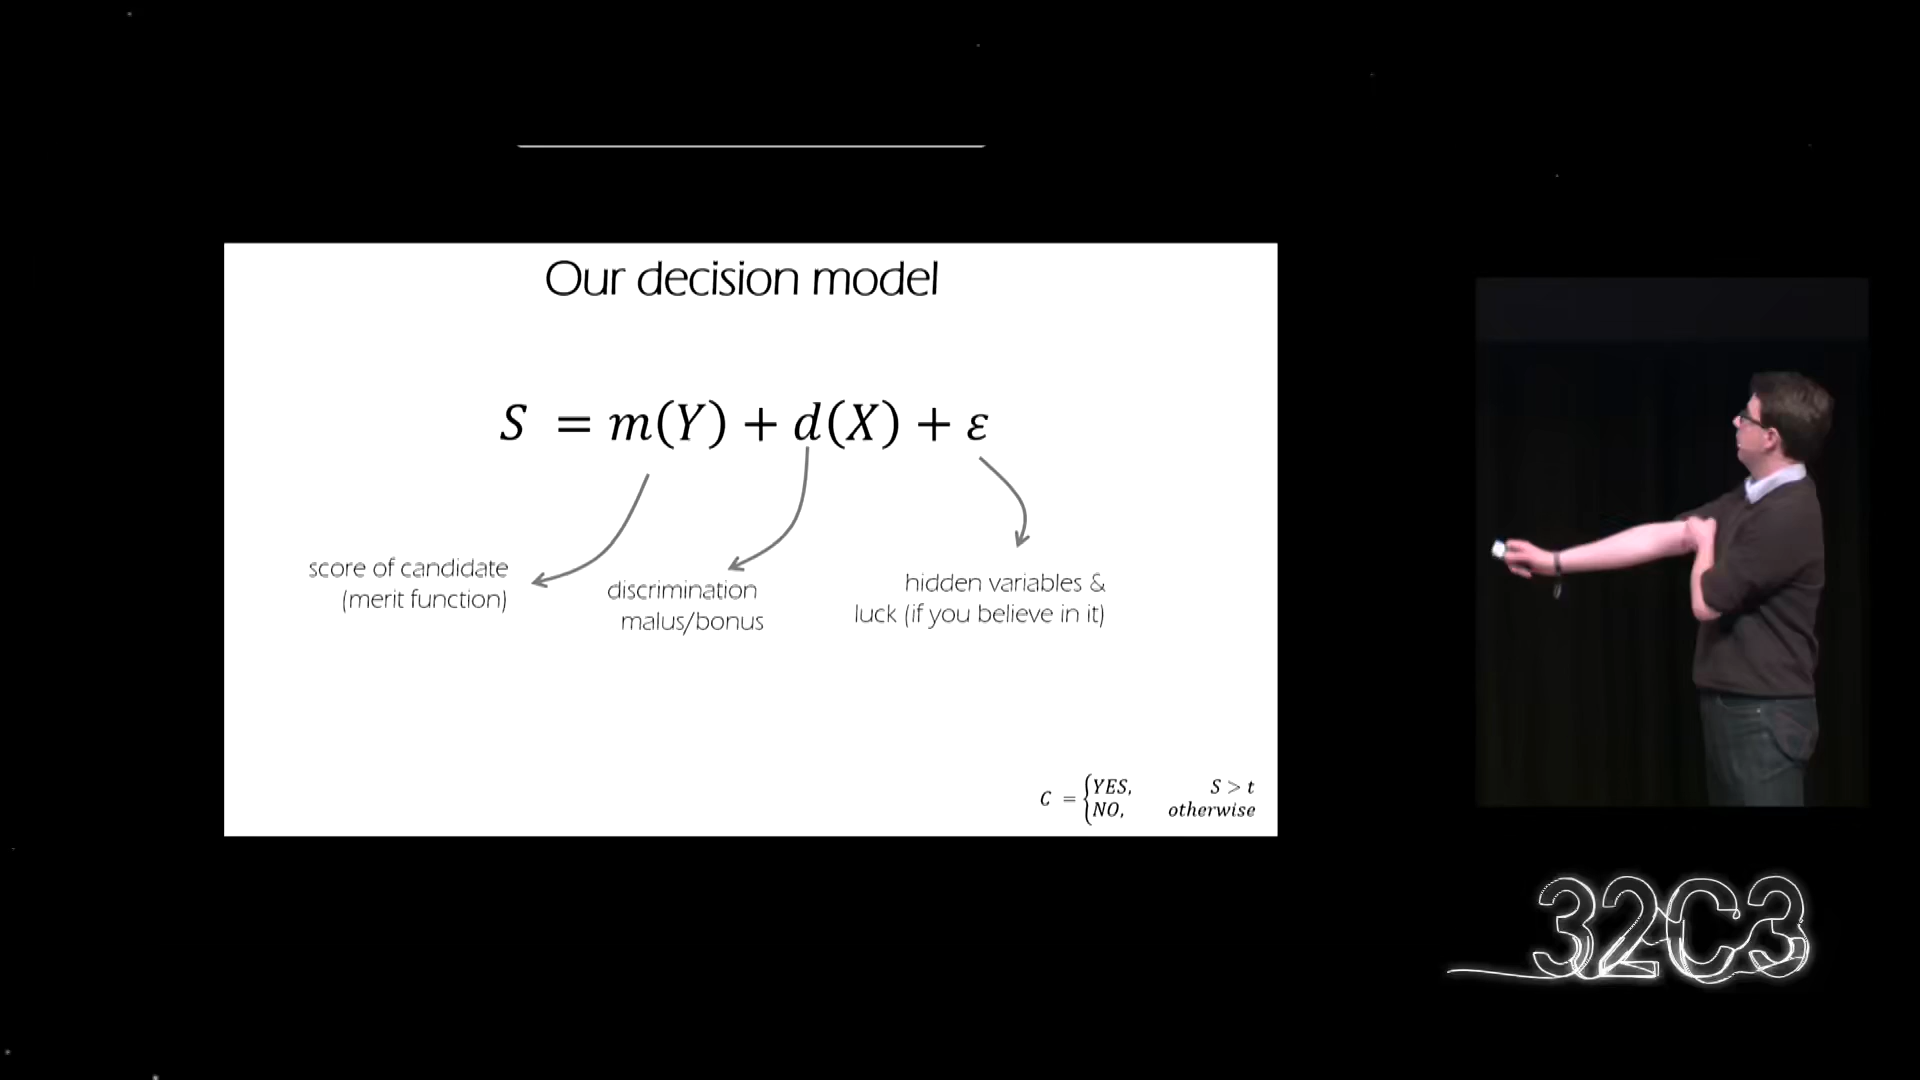 Our decision model
S = m(Y) + d(X) + ε
score of candidate
(merit function)
discrimination
malus/bonus
hidden variables &
luck (if you believe in it)
C = {YES, S > t
NO, otherwise
32C3